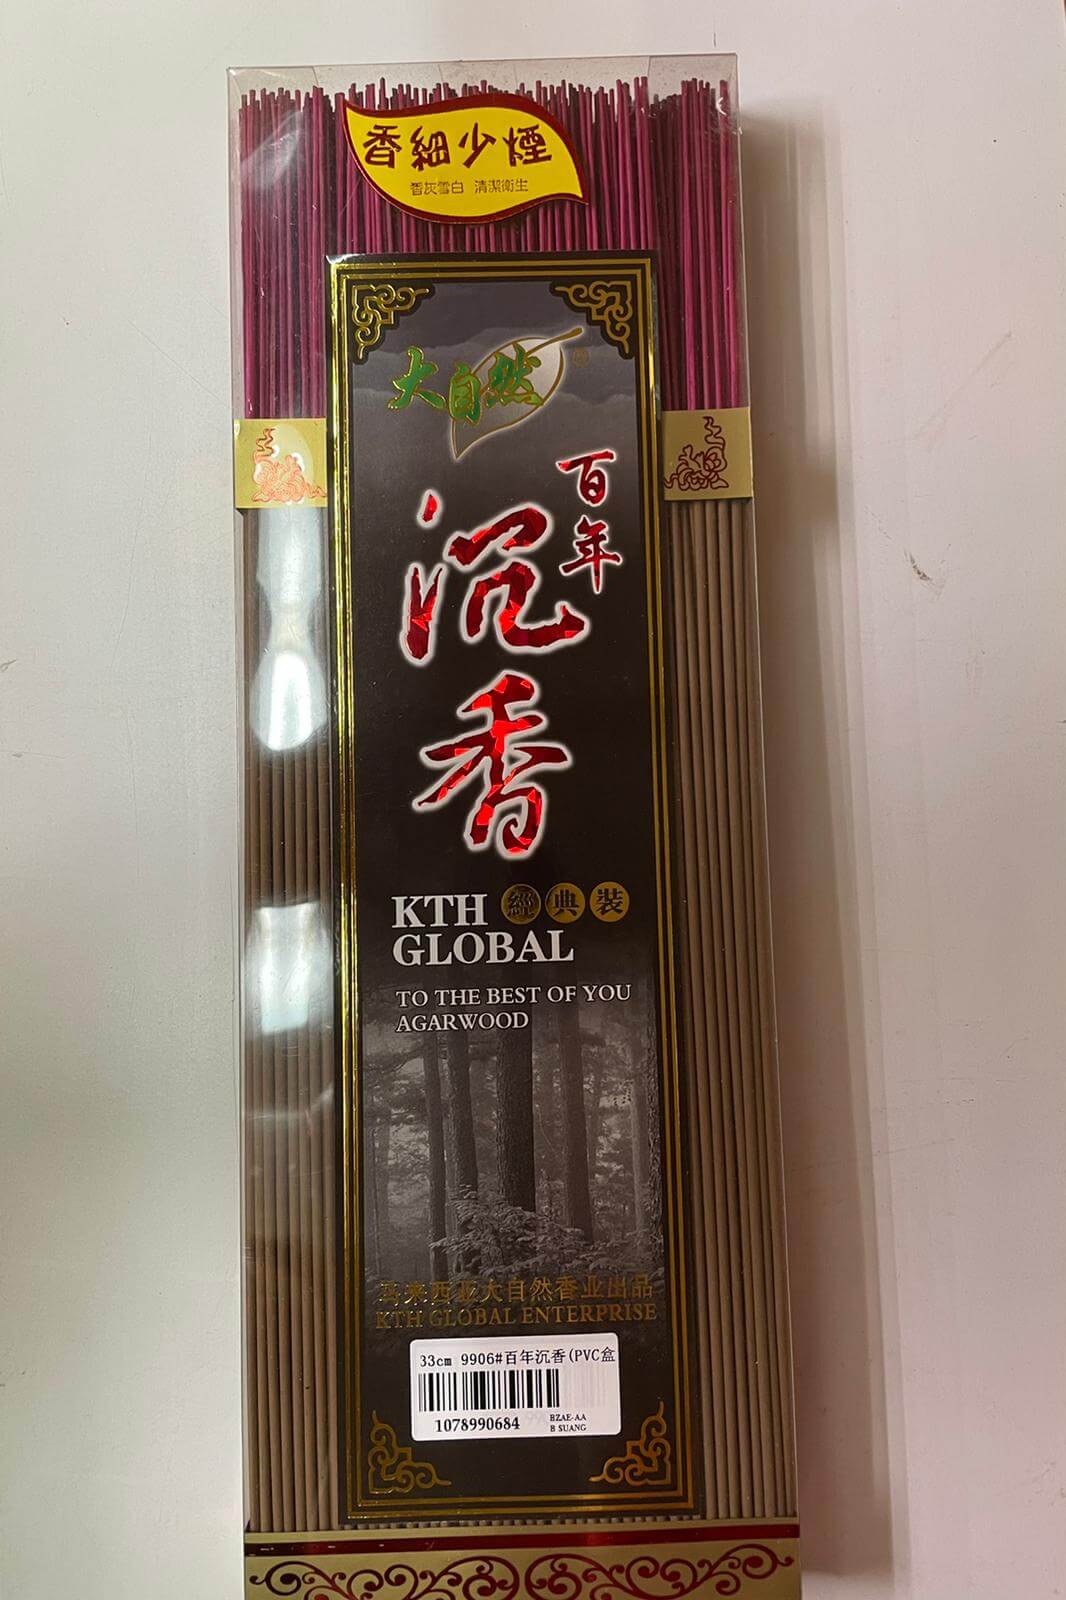 香細少煙
香灰雪白 清潔衛生
大自然®
百年
沉香
KTH 經典裝
GLOBAL
TO THE BEST OF YOU
AGARWOOD
马来西亚大自然香业出品
KTH GLOBAL ENTERPRISE
33cm 9906#百年沉香(PVC盒
1078990684
BZAE-AA
B SUANG